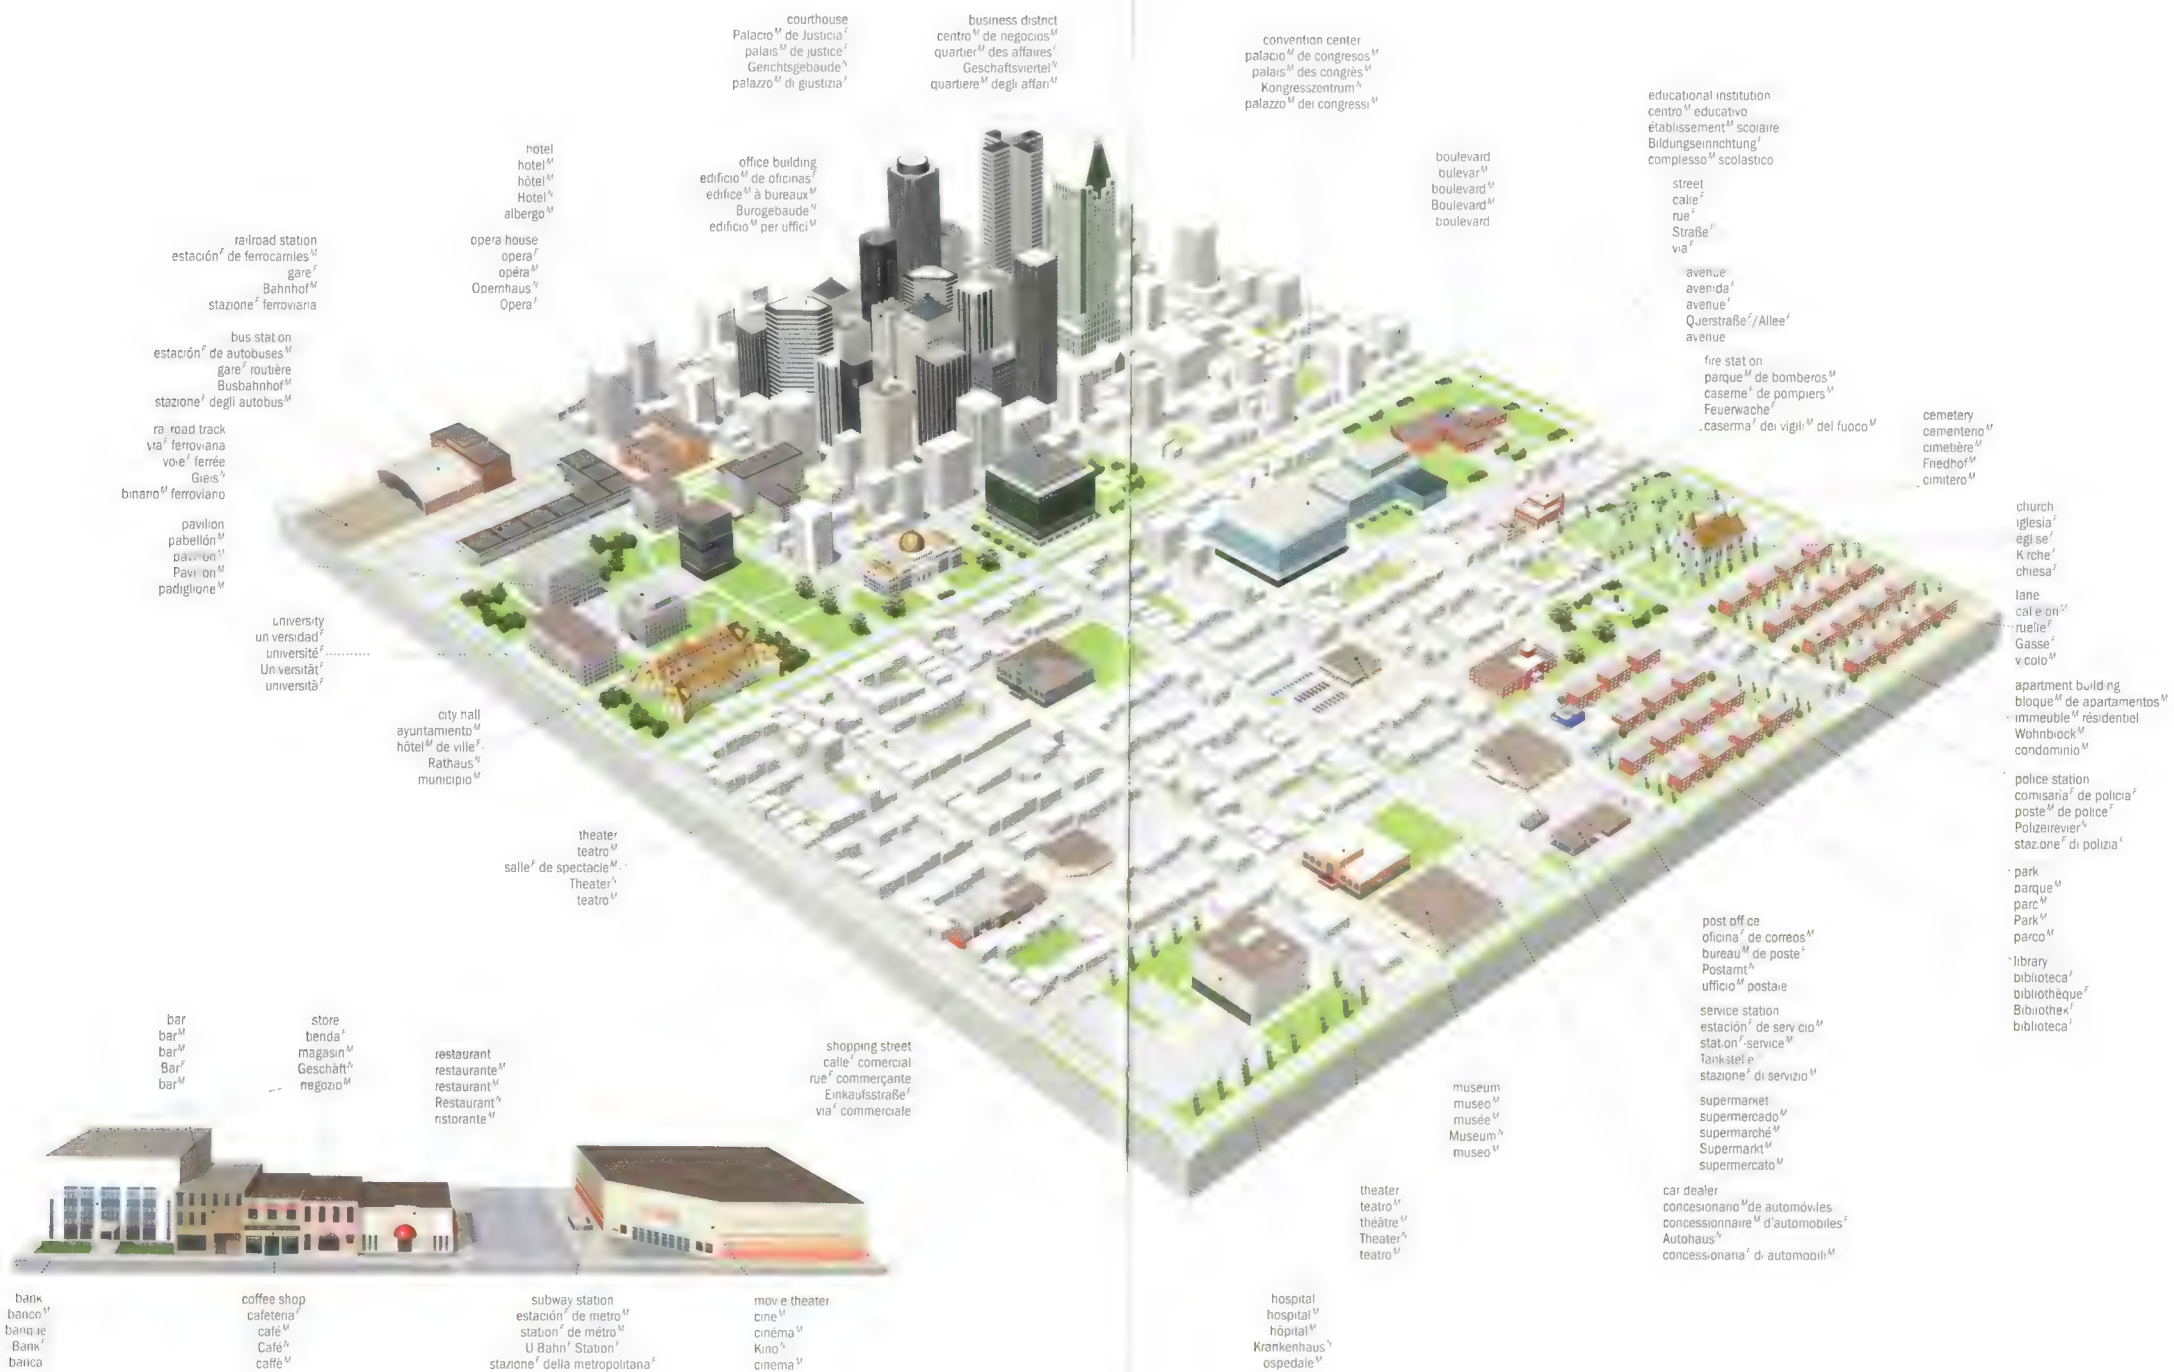 courthouse
Palacio^M de Justicia^F
palais^M de justice^F
Gerichtsgebaude^N
palazzo^M di giustizia^F
business district
centro^M de negocios^M
quartier^M des affaires^F
Geschaftsviertel^N
quartiere^M degli affari^M
convention center
palacio^M de congresos^M
palais^M des congrès^M
Kongresszentrum^N
palazzo^M dei congressi^M
educational institution
centro^M educativo
établissement^M scolaire
Bildungseinrichtung^F
complesso^M scolastico
hotel
hotel^M
hôtel^M
Hotel^N
albergo^M
office building
edificio^M de oficinas^F
edifice^M à bureaux^M
Burogebaude^N
edificio^M per uffici^M
boulevard
bulevar^M
boulevard^M
Boulevard^M
boulevard
street
calle^F
rue^F
Straße^F
via^F
railroad station
estación^F de ferrocarriles^M
gare^F
Bahnhof^M
stazione^F ferroviaria
opera house
opera^F
opéra^M
Opernhaus^N
Opera^F
avenue
avenida^F
avenue^F
Querstraße^F/Allee^F
avenue
bus station
estación^F de autobuses^M
gare^F routière
Busbahnhof^M
stazione^F degli autobus^M
fire station
parque^M de bomberos^M
caserne^F de pompiers^M
Feuerwache^F
caserma^F dei vigili^M del fuoco^M
railroad track
via^F ferroviaria
voie^F ferrée
Gleis^N
binario^M ferroviario
cemetery
cementerio^M
cimetière^M
Friedhof^M
cimitero^M
pavilion
pabellón^M
pavillon^M
Pavillon^M
padiglione^M
church
iglesia^F
église^F
Kirche^F
chiesa^F
university
universidad^F
université^F
Universität^F
università^F
lane
callejon^M
ruelle^F
Gasse^F
vicolo^M
city hall
ayuntamiento^M
hôtel^M de ville^F
Rathaus^N
municipio^M
apartment building
bloque^M de apartamentos^M
immeuble^M résidentiel
Wohnblock^M
condominio^M
police station
comisaria^F de policia^F
poste^M de police^F
Polizeirevier^N
stazione^F di polizia^F
theater
teatro^M
salle^F de spectacle^M
Theater^N
teatro^M
park
parque^M
parc^M
Park^M
parco^M
post office
oficina^F de correos^M
bureau^M de poste^F
Postamt^N
ufficio^M postale
library
biblioteca^F
bibliothèque^F
Bibliothek^F
biblioteca^F
service station
estación^F de servicio^M
station^F-service^M
Tankstelle
stazione^F di servizio^M
bar
bar^M
bar^M
Bar^F
bar^M
store
tienda^F
magasin^M
Geschäft^N
negozio^M
restaurant
restaurante^M
restaurant^M
Restaurant^N
ristorante^M
shopping street
calle^F comercial
rue^F commerçante
Einkaufsstraße^F
via^F commerciale
museum
museo^M
musée^M
Museum^N
museo^M
supermarket
supermercado^M
supermarché^M
Supermarkt^M
supermercato^M
theater
teatro^M
théâtre^M
Theater^N
teatro^M
car dealer
concesionario^M de automóviles
concessionnaire^M d'automobiles^F
Autohaus^N
concessionaria^F di automobili^M
bank
banco^M
banque
Bank^F
banca
coffee shop
cafeteria^F
café^M
Café^N
caffè^M
subway station
estación^F de metro^M
station^F de métro^M
U Bahn^F Station^F
stazione^F della metropolitana^F
movie theater
cine^M
cinéma^M
Kino^N
cinema^M
hospital
hospital^M
hôpital^M
Krankenhaus^N
ospedale^M